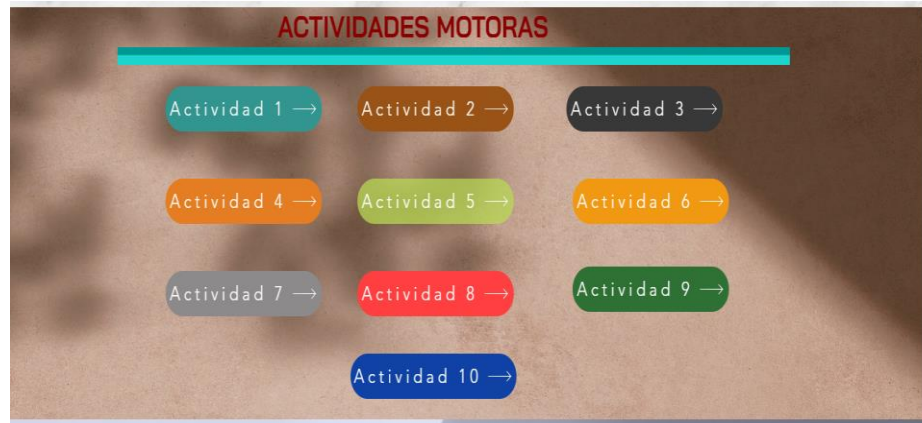 ACTIVIDADES MOTORAS
Actividad 1 →
Actividad 2 →
Actividad 3 →
Actividad 4 →
Actividad 5 →
Actividad 6 →
Actividad 7 →
Actividad 8 →
Actividad 9 →
Actividad 10 →